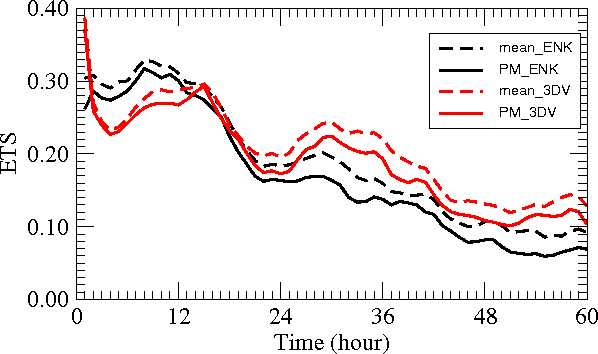 0.40
0.30
0.20
0.10
0.00
ETS
mean_ENK
PM_ENK
mean_3DV
PM_3DV
0 12 24 36 48 60
Time (hour)